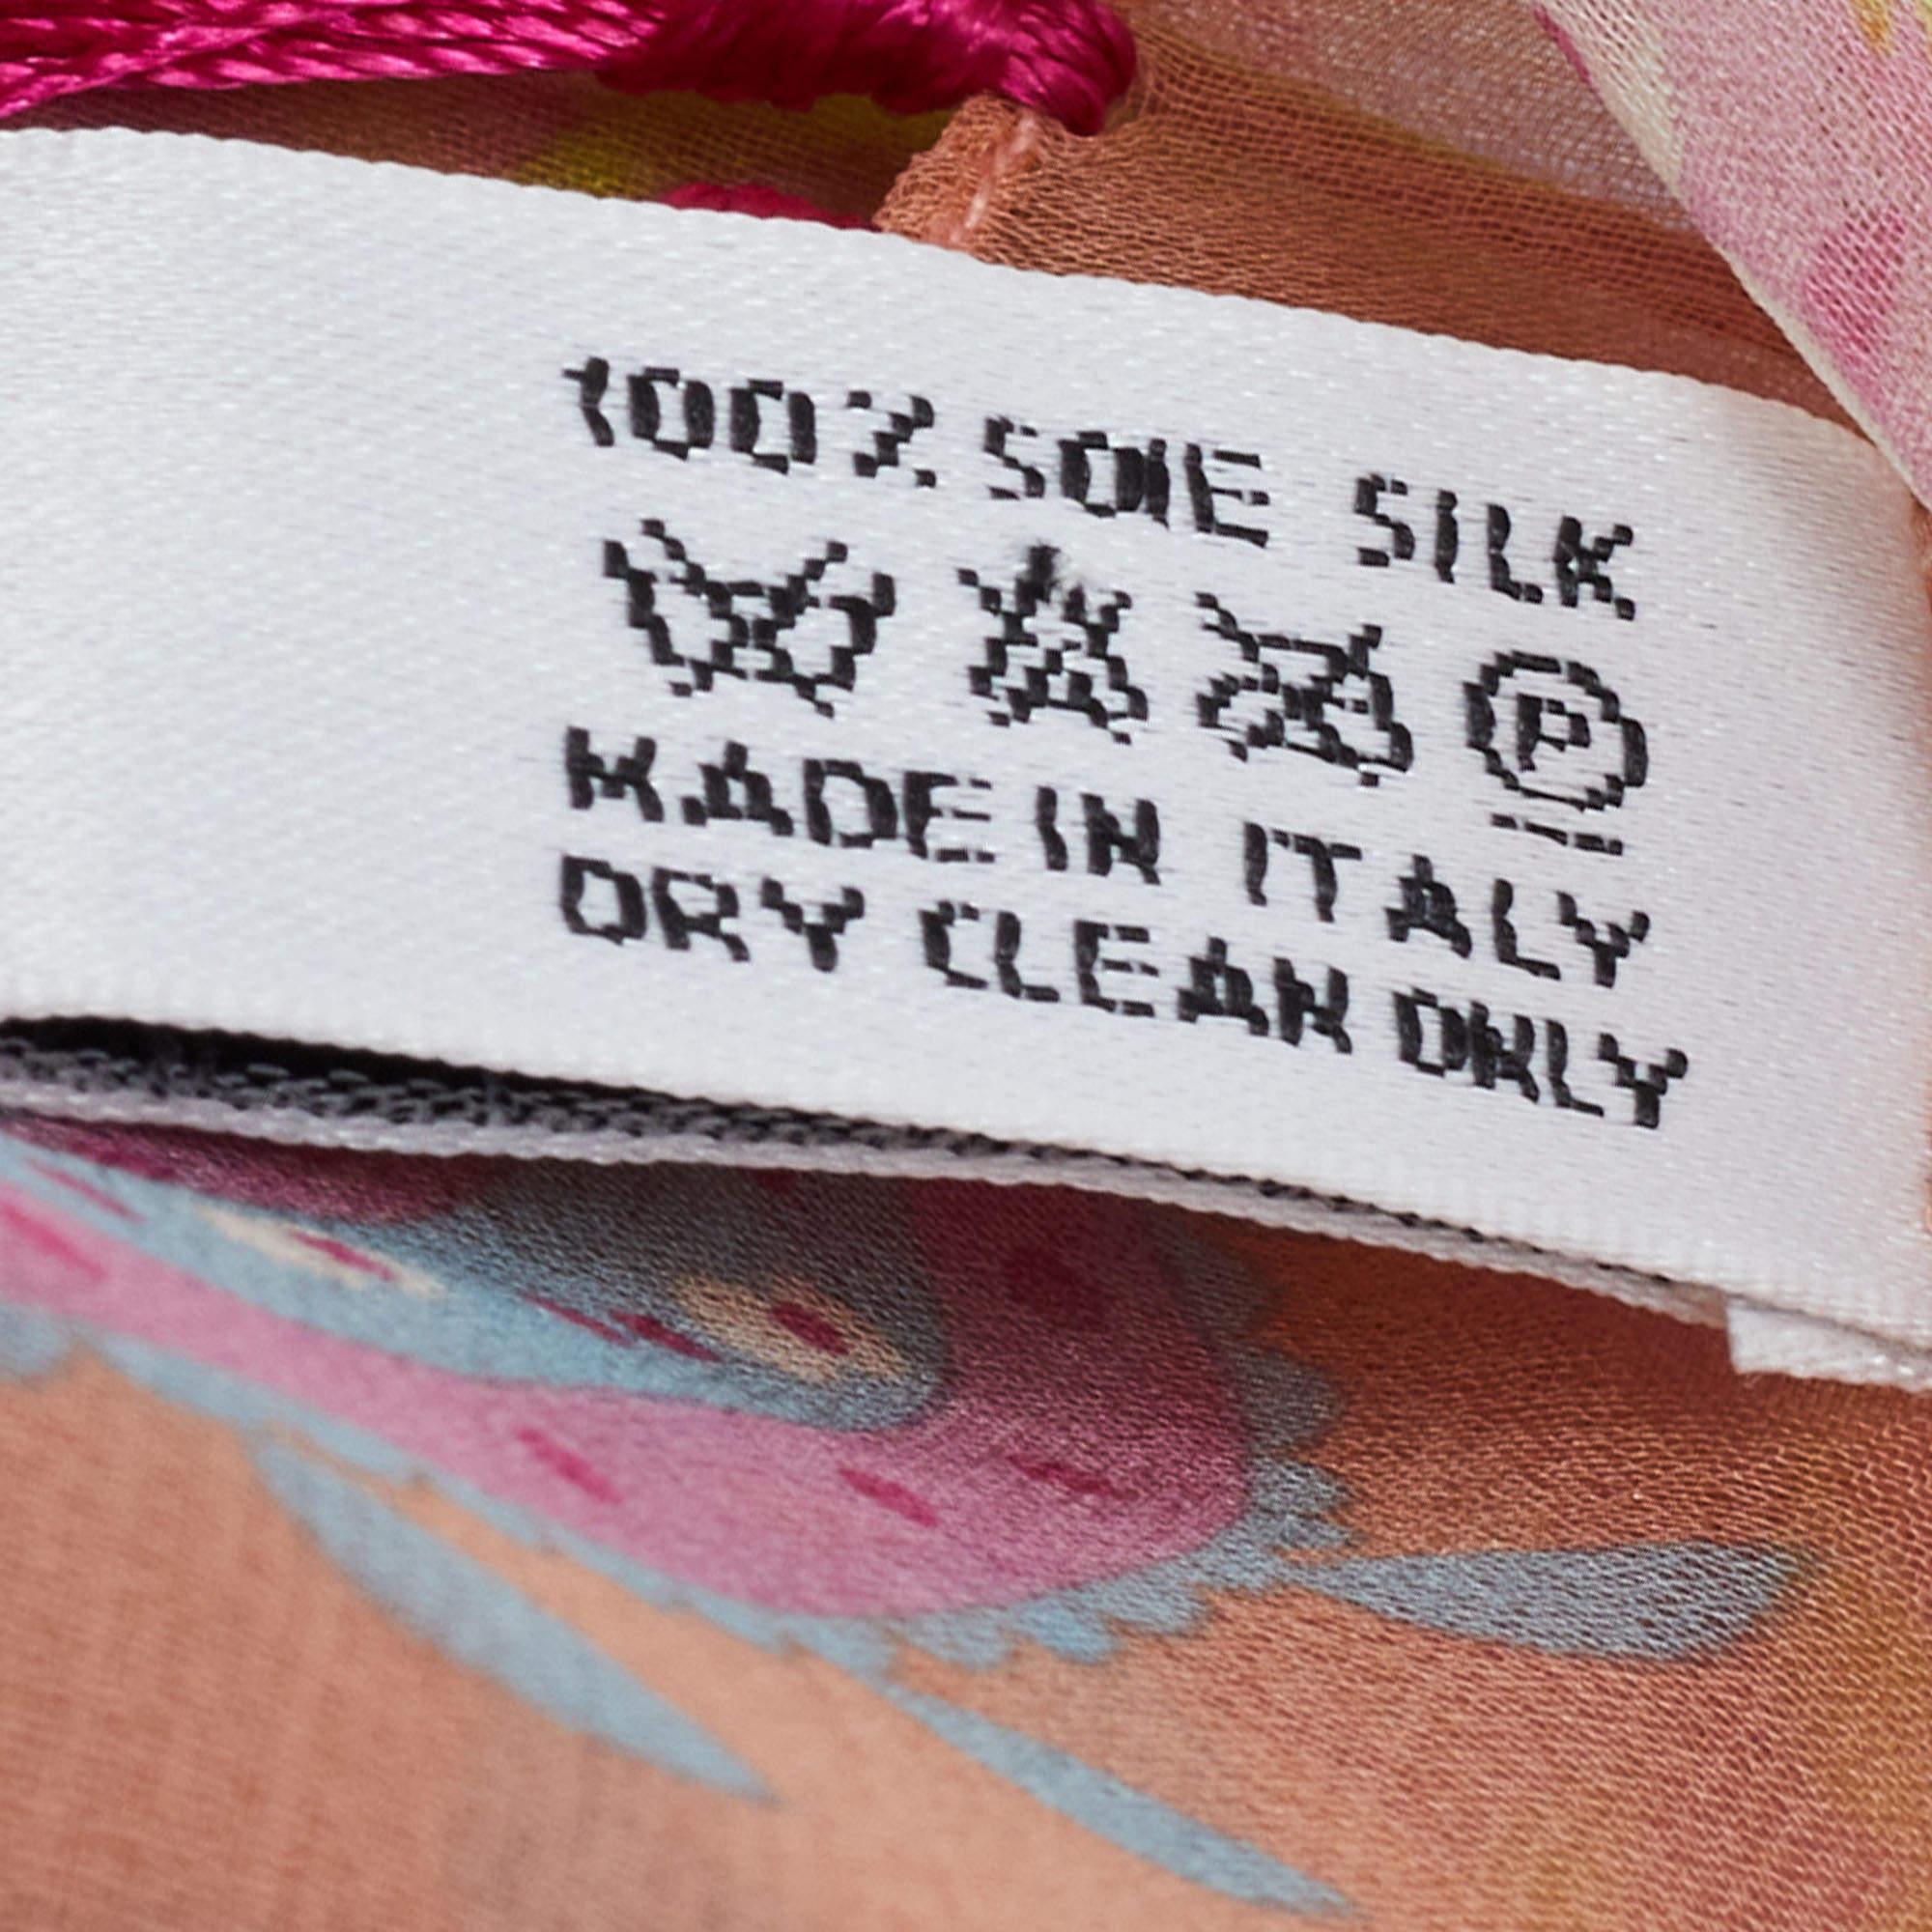 100% SOIE SILK
P
MADE IN ITALY
DRY CLEAN ONLY